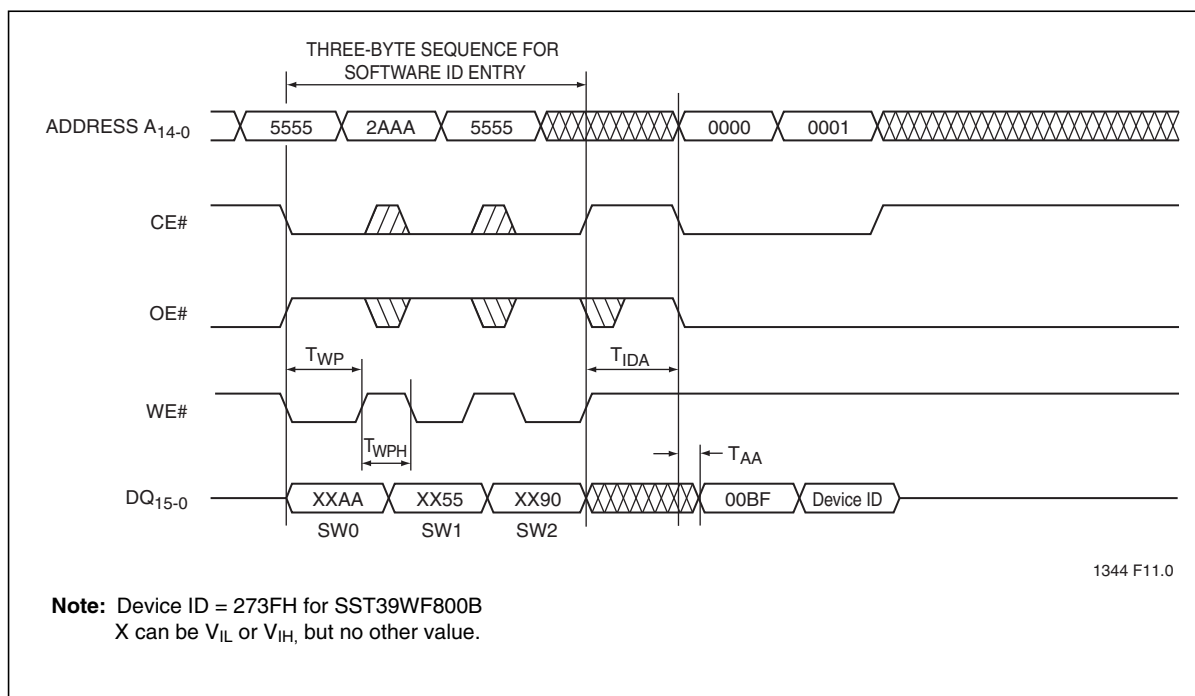 THREE-BYTE SEQUENCE FOR
SOFTWARE ID ENTRY
ADDRESS A14-0
5555 2AAA 5555 0000 0001
CE#
OE#
TWP TIDA
WE#
TWPH TAA
DQ15-0
XXAA XX55 XX90 00BF Device ID
SW0 SW1 SW2
1344 F11.0
Note: Device ID = 273FH for SST39WF800B
X can be VIL or VIH, but no other value.